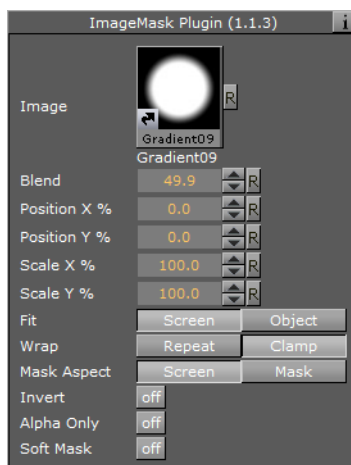 ImageMask Plugin (1.1.3) i
Image R
Gradient09
Gradient09
Blend 49.9 R
Position X % 0.0 R
Position Y % 0.0 R
Scale X % 100.0 R
Scale Y % 100.0 R
Fit Screen Object
Wrap Repeat Clamp
Mask Aspect Screen Mask
Invert off
Alpha Only off
Soft Mask off